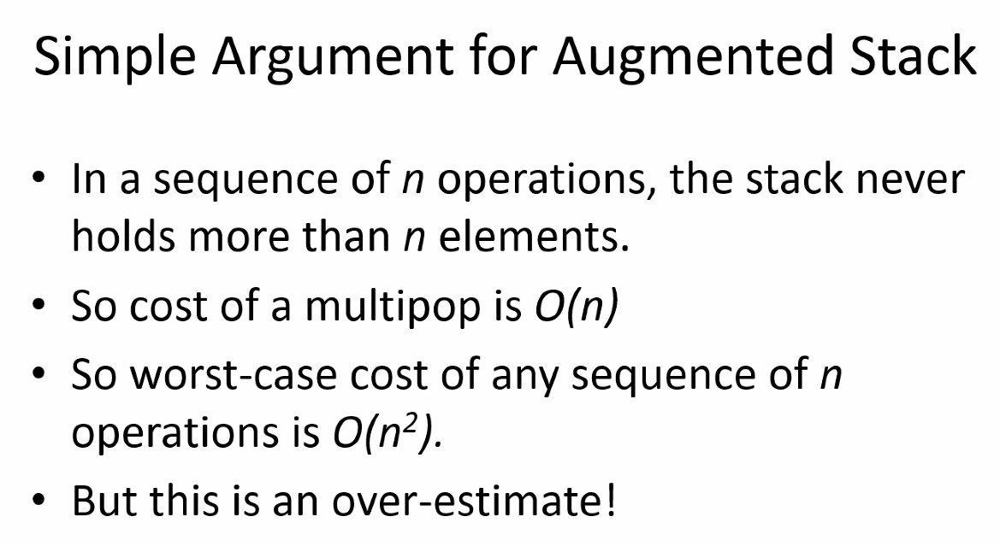 Simple Argument for Augmented Stack
• In a sequence of n operations, the stack never
holds more than n elements.
• So cost of a multipop is O(n)
• So worst-case cost of any sequence of n
operations is O(n²).
• But this is an over-estimate!